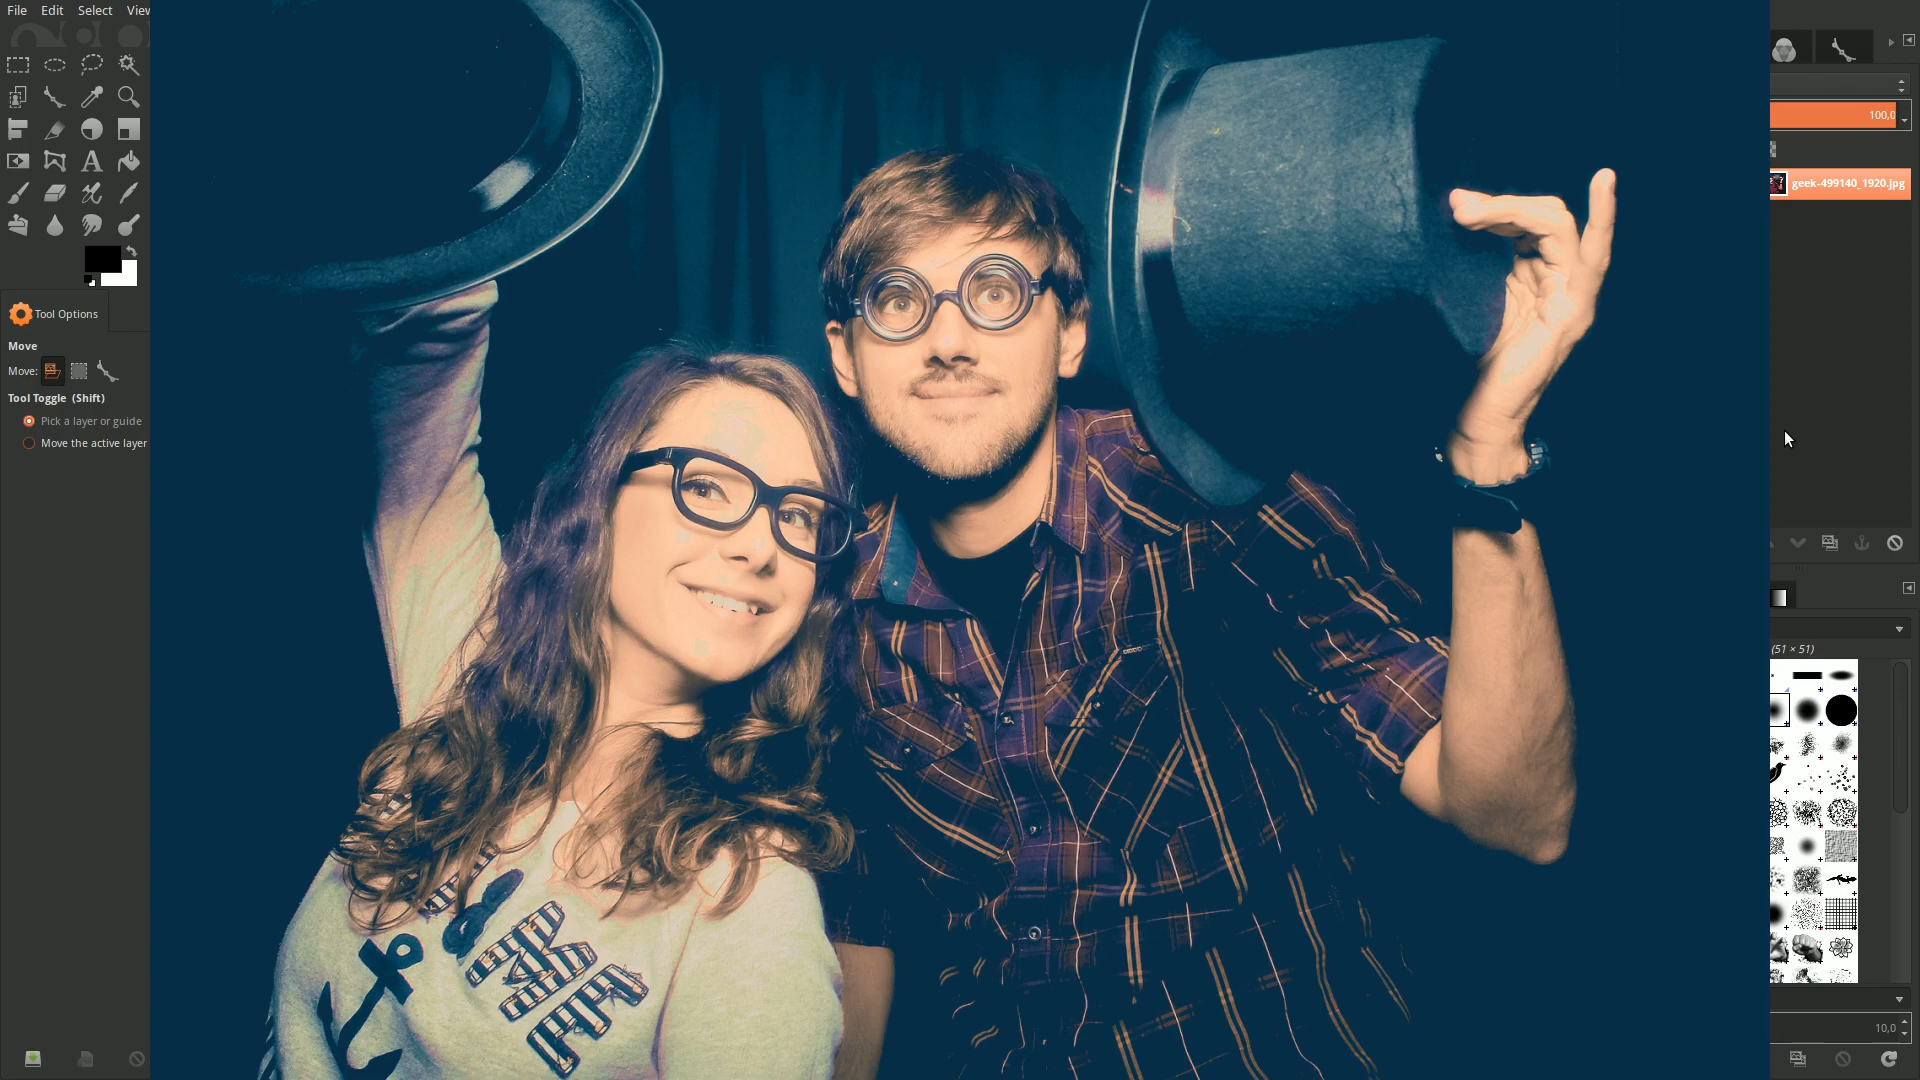 File Edit Select View
100,0
geek-499140_1920.jpg
Tool Options
Move
Move:
Tool Toggle (Shift)
Pick a layer or guide
Move the active layer
(51 × 51)
10,0